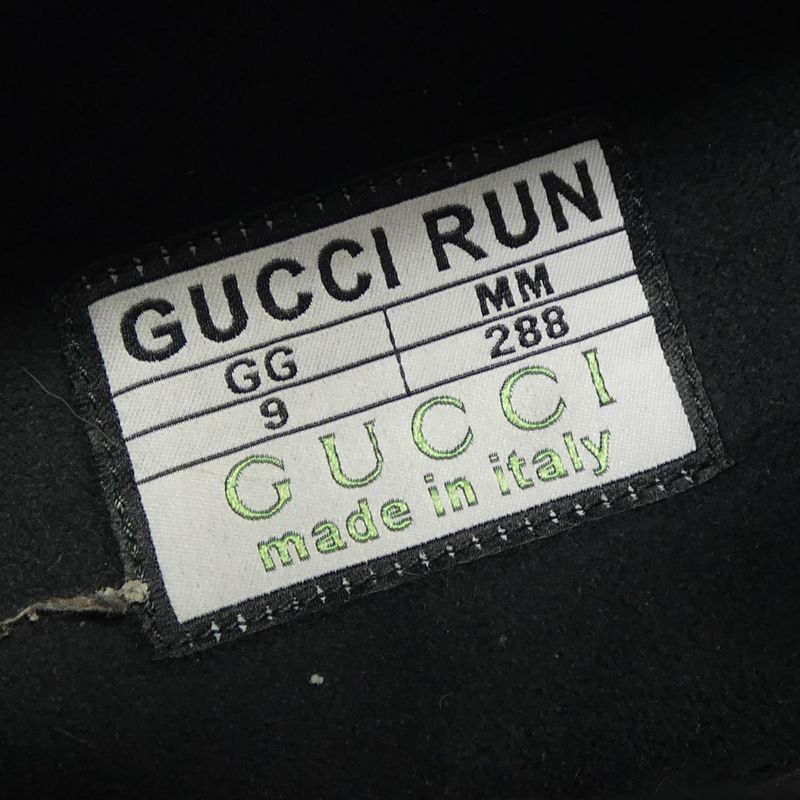 GUCCI RUN
GG MM
9 288
GUCCI
made in italy